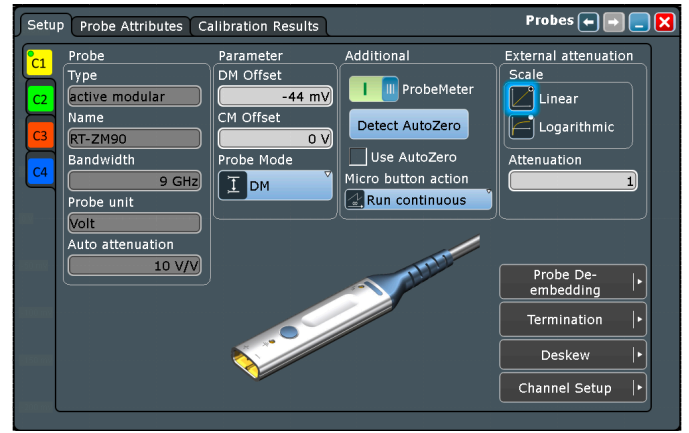 Setup
Probe Attributes
Calibration Results
Probes
C1
C2
C3
C4
Probe
Type
active modular
Name
RT-ZM90
Bandwidth
9 GHz
Probe unit
Volt
Auto attenuation
10 V/V
Parameter
DM Offset
-44 mV
CM Offset
0 V
Probe Mode
DM
Additional
ProbeMeter
Detect AutoZero
Use AutoZero
Micro button action
Run continuous
External attenuation
Scale
Linear
Logarithmic
Attenuation
1
Probe De-
embedding
Termination
Deskew
Channel Setup